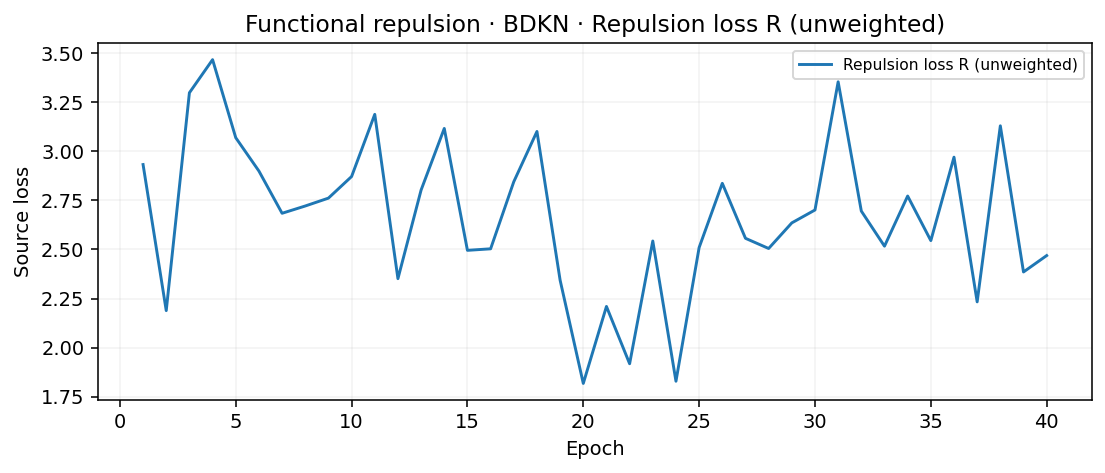 Functional repulsion · BDKN · Repulsion loss R (unweighted)
Repulsion loss R (unweighted)
Source loss
3.50
3.25
3.00
2.75
2.50
2.25
2.00
1.75
0 5 10 15 20 25 30 35 40
Epoch